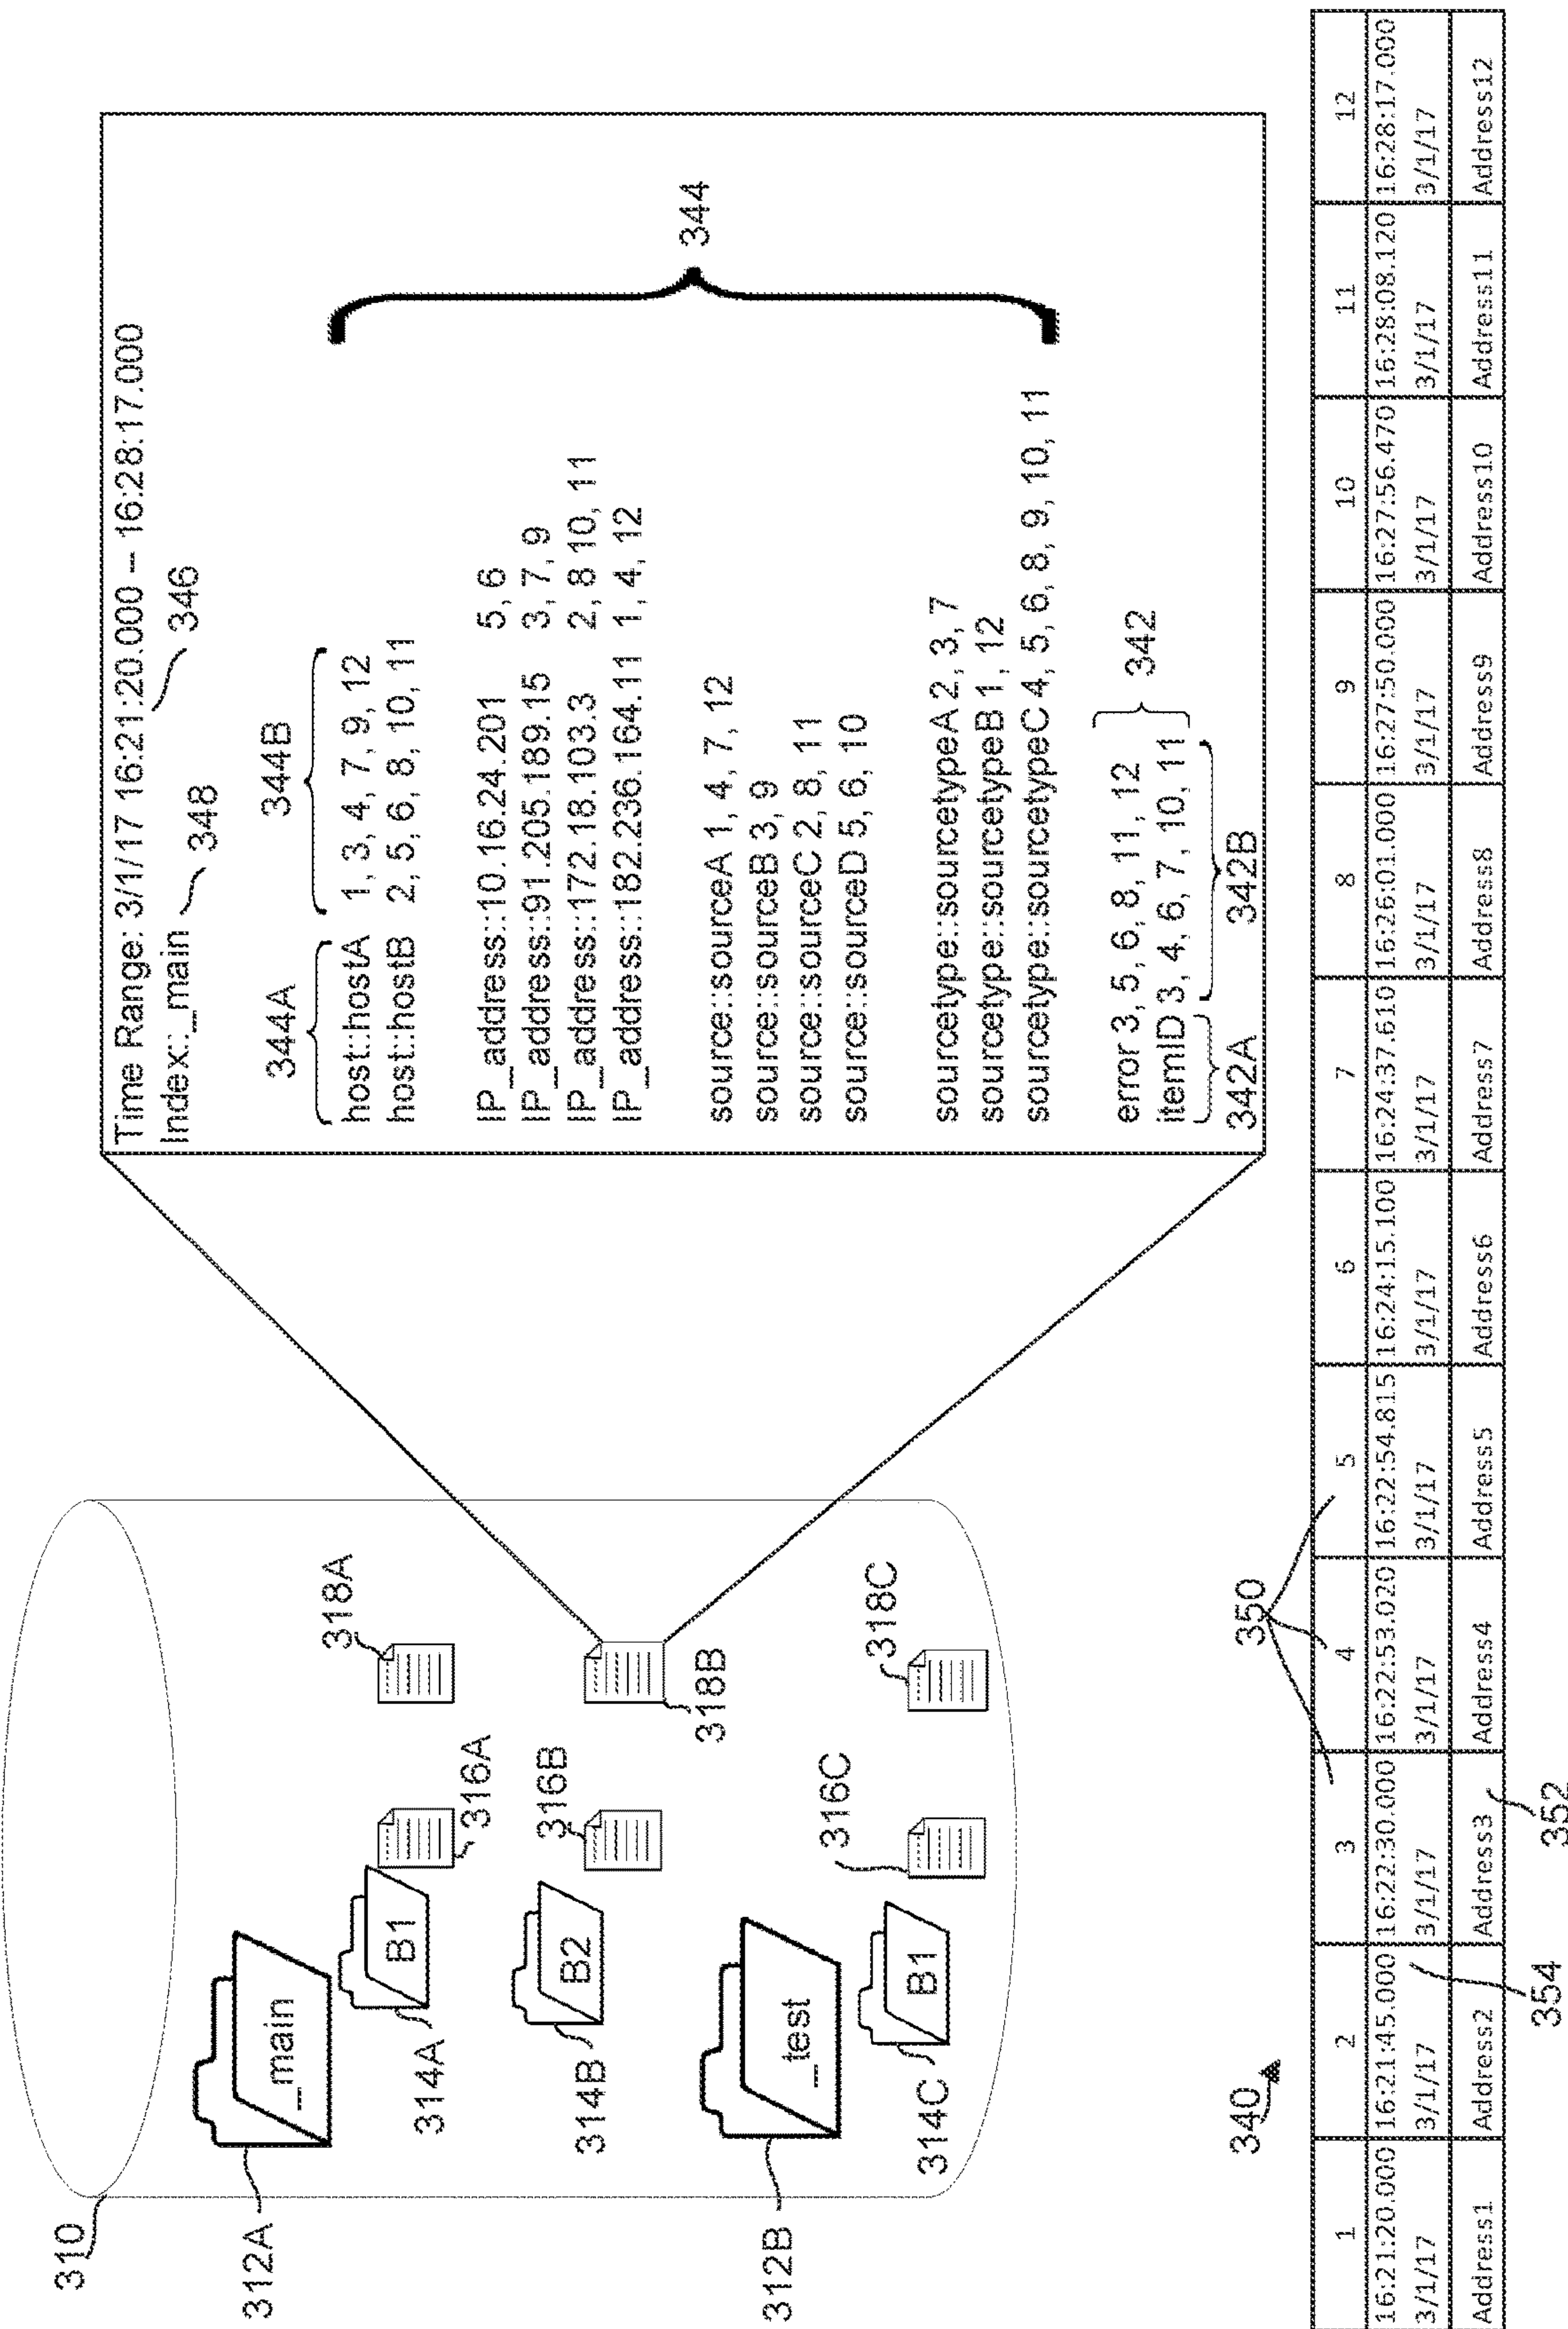 310
312A
_main
314A
B1
316A
318A
314B
B2
316B
318B
312B
_test
314C
B1
316C
318C
Time Range: 3/1/17 16:21:20.000 – 16:28:17.000
Index::_main
348
346
344A
344B
host::hostA 1, 3, 4, 7, 9, 12
host::hostB 2, 5, 6, 8, 10, 11
IP_address::10.16.24.201 5, 6
IP_address::91.205.189.15 3, 7, 9
IP_address::172.18.103.3 2, 8 10, 11
IP_address::182.236.164.11 1, 4, 12
source::sourceA 1, 4, 7, 12
source::sourceB 3, 9
source::sourceC 2, 8, 11
source::sourceD 5, 6, 10
sourcetype::sourcetypeA 2, 3, 7
sourcetype::sourcetypeB 1, 12
sourcetype::sourcetypeC 4, 5, 6, 8, 9, 10, 11
344
error 3, 5, 6, 8, 11, 12
itemID 3, 4, 6, 7, 10, 11
342
342A
342B
340
350
1 2 3 4 5 6 7 8 9 10 11 12
16:21:20.000 16:21:45.000 16:22:30.000 16:22:53.020 16:22:54.815 16:24:15.100 16:24:37.610 16:26:01.000 16:27:50.000 16:27:56.470 16:28:08.120 16:28:17.000
3/1/17 3/1/17 3/1/17 3/1/17 3/1/17 3/1/17 3/1/17 3/1/17 3/1/17 3/1/17 3/1/17 3/1/17
Address1 Address2 Address3 Address4 Address5 Address6 Address7 Address8 Address9 Address10 Address11 Address12
354
352